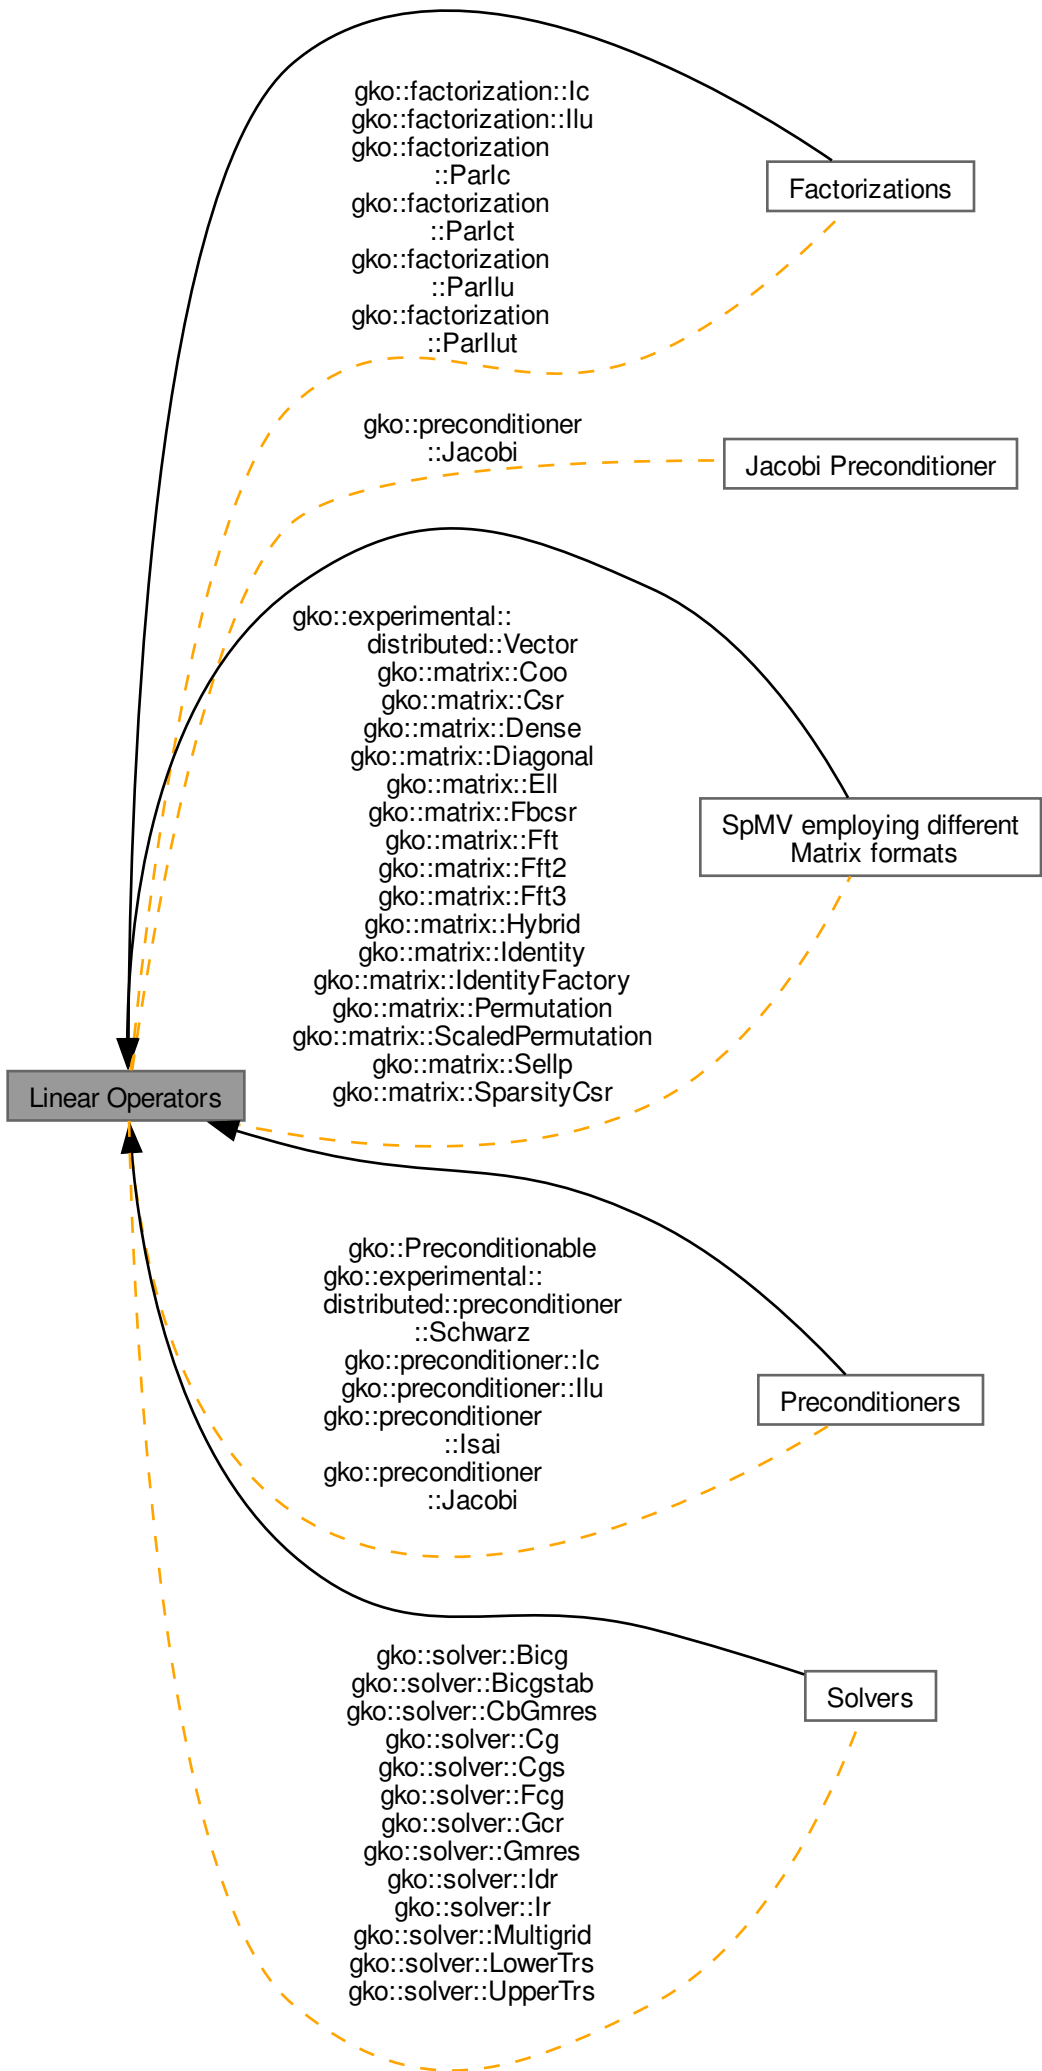 gko::factorization::Ic
gko::factorization::Ilu
gko::factorization
::ParIc
gko::factorization
::ParIct
gko::factorization
::ParIlu
gko::factorization
::ParIlut
Factorizations
gko::preconditioner
::Jacobi
Jacobi Preconditioner
gko::experimental::
distributed::Vector
gko::matrix::Coo
gko::matrix::Csr
gko::matrix::Dense
gko::matrix::Diagonal
gko::matrix::Ell
gko::matrix::Fbcsr
gko::matrix::Fft
gko::matrix::Fft2
gko::matrix::Fft3
gko::matrix::Hybrid
gko::matrix::Identity
gko::matrix::IdentityFactory
gko::matrix::Permutation
gko::matrix::ScaledPermutation
gko::matrix::Sellp
gko::matrix::SparsityCsr
SpMV employing different
Matrix formats
Linear Operators
gko::Preconditionable
gko::experimental::
distributed::preconditioner
::Schwarz
gko::preconditioner::Ic
gko::preconditioner::Ilu
gko::preconditioner
::Isai
gko::preconditioner
::Jacobi
Preconditioners
gko::solver::Bicg
gko::solver::Bicgstab
gko::solver::CbGmres
gko::solver::Cg
gko::solver::Cgs
gko::solver::Fcg
gko::solver::Gcr
gko::solver::Gmres
gko::solver::Idr
gko::solver::Ir
gko::solver::Multigrid
gko::solver::LowerTrs
gko::solver::UpperTrs
Solvers